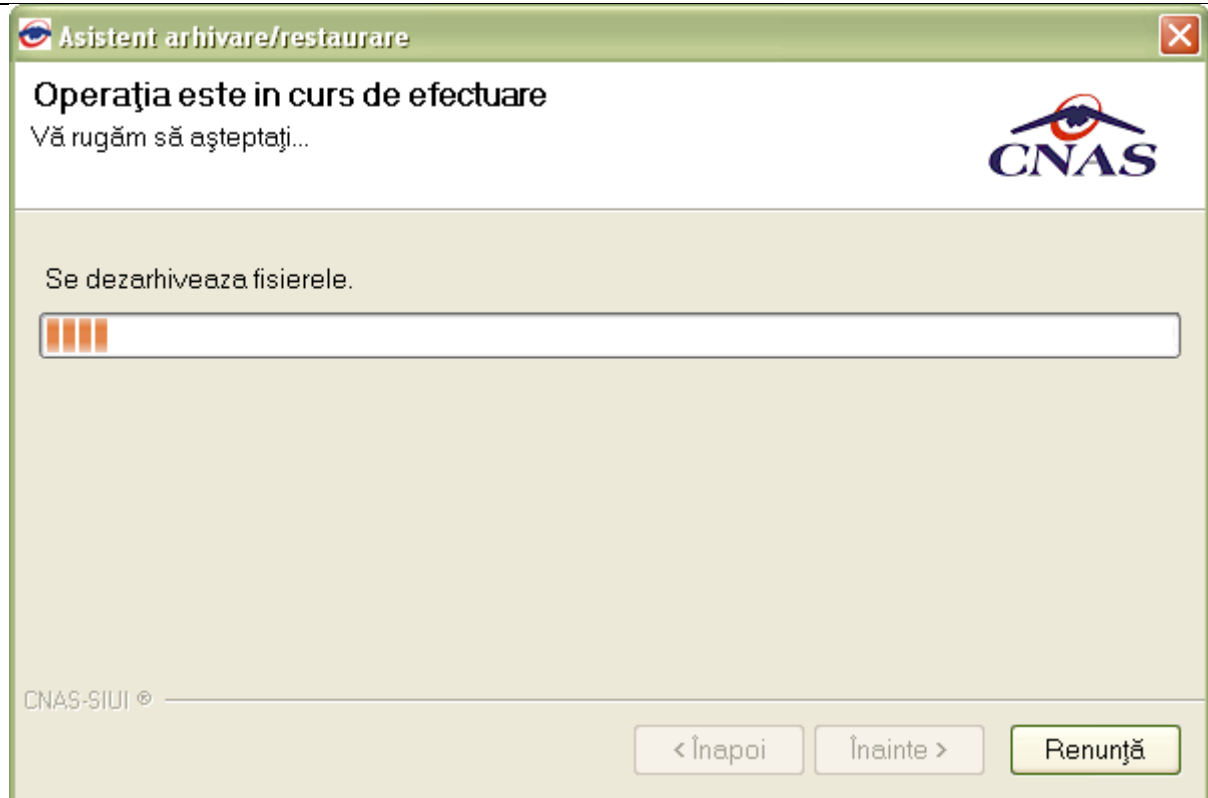 Asistent arhivare/restaurare
Operaţia este in curs de efectuare
Vă rugăm să aşteptaţi...
CNAS
Se dezarhiveaza fisierele.
CNAS-SIUI ®
< Înapoi
Înainte >
Renunţă